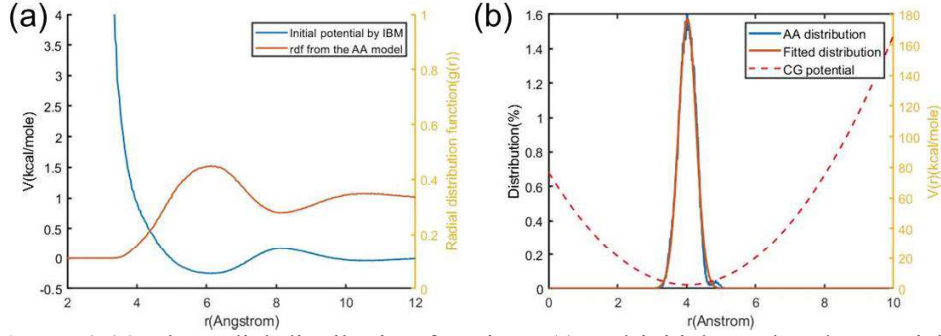 (a)
Initial potential by IBM
rdf from the AA model
4
3.5
3
2.5
2
1.5
1
0.5
0
-0.5
V(kcal/mole)
2 4 6 8 10 12
r(Angstrom)
1
0.8
0.6
0.4
0.2
0
Radial distribution function(g(r))
(b)
AA distribution
Fitted distribution
CG potential
1.6
1.4
1.2
1
0.8
0.6
0.4
0.2
0
Distribution(%)
0 2 4 6 8 10
r(Anstrom)
180
160
140
120
100
80
60
40
20
0
V(r)(kcal/mole)